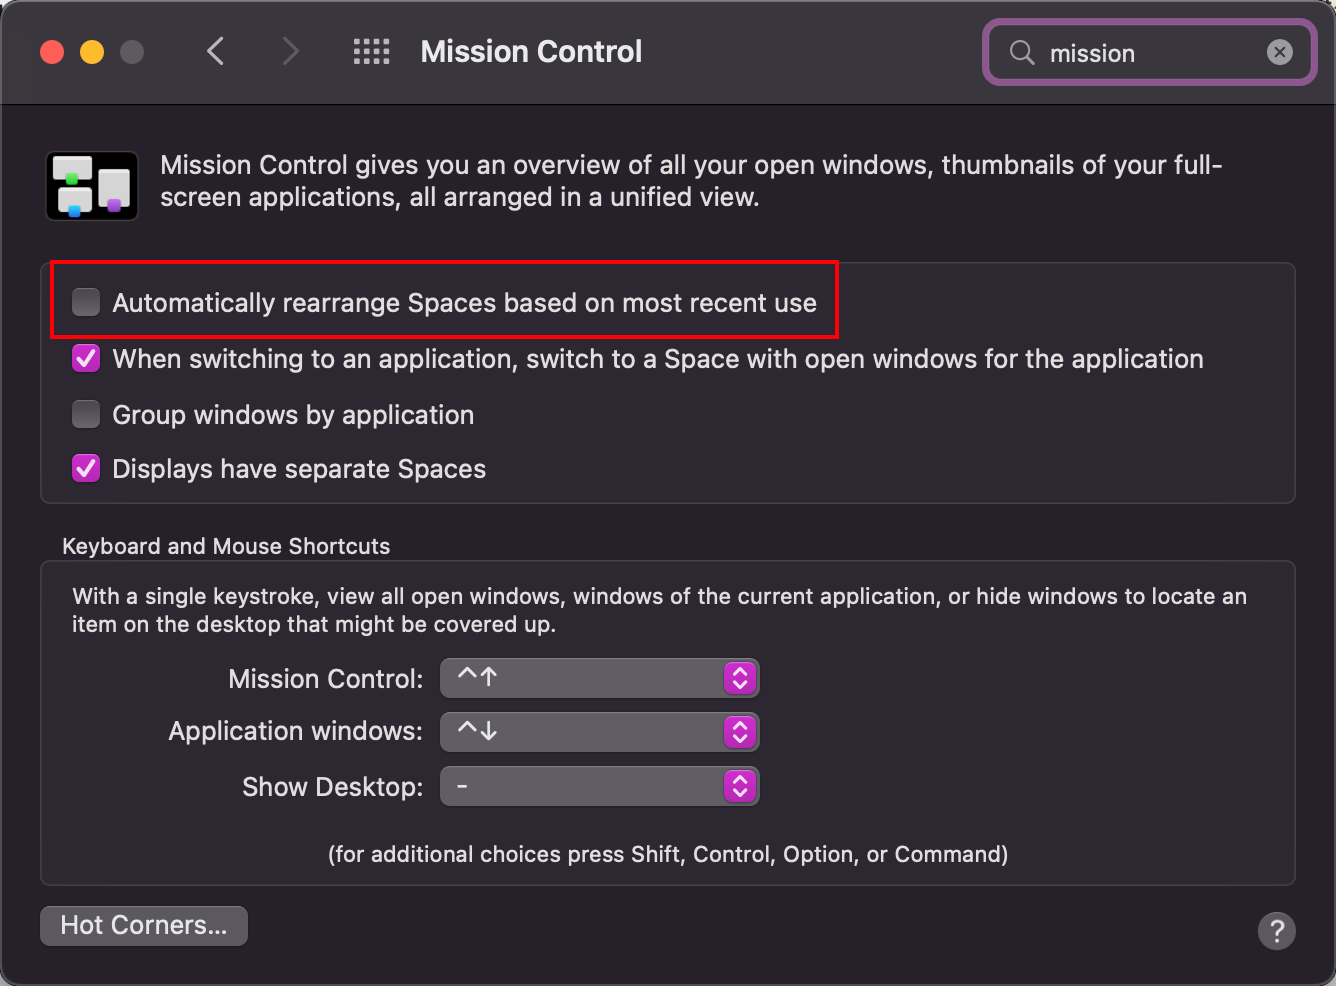 Mission Control
mission
Mission Control gives you an overview of all your open windows, thumbnails of your full-
screen applications, all arranged in a unified view.
Automatically rearrange Spaces based on most recent use
When switching to an application, switch to a Space with open windows for the application
Group windows by application
Displays have separate Spaces
Keyboard and Mouse Shortcuts
With a single keystroke, view all open windows, windows of the current application, or hide windows to locate an
item on the desktop that might be covered up.
Mission Control: ^↑
Application windows: ^↓
Show Desktop: -
(for additional choices press Shift, Control, Option, or Command)
Hot Corners...
?